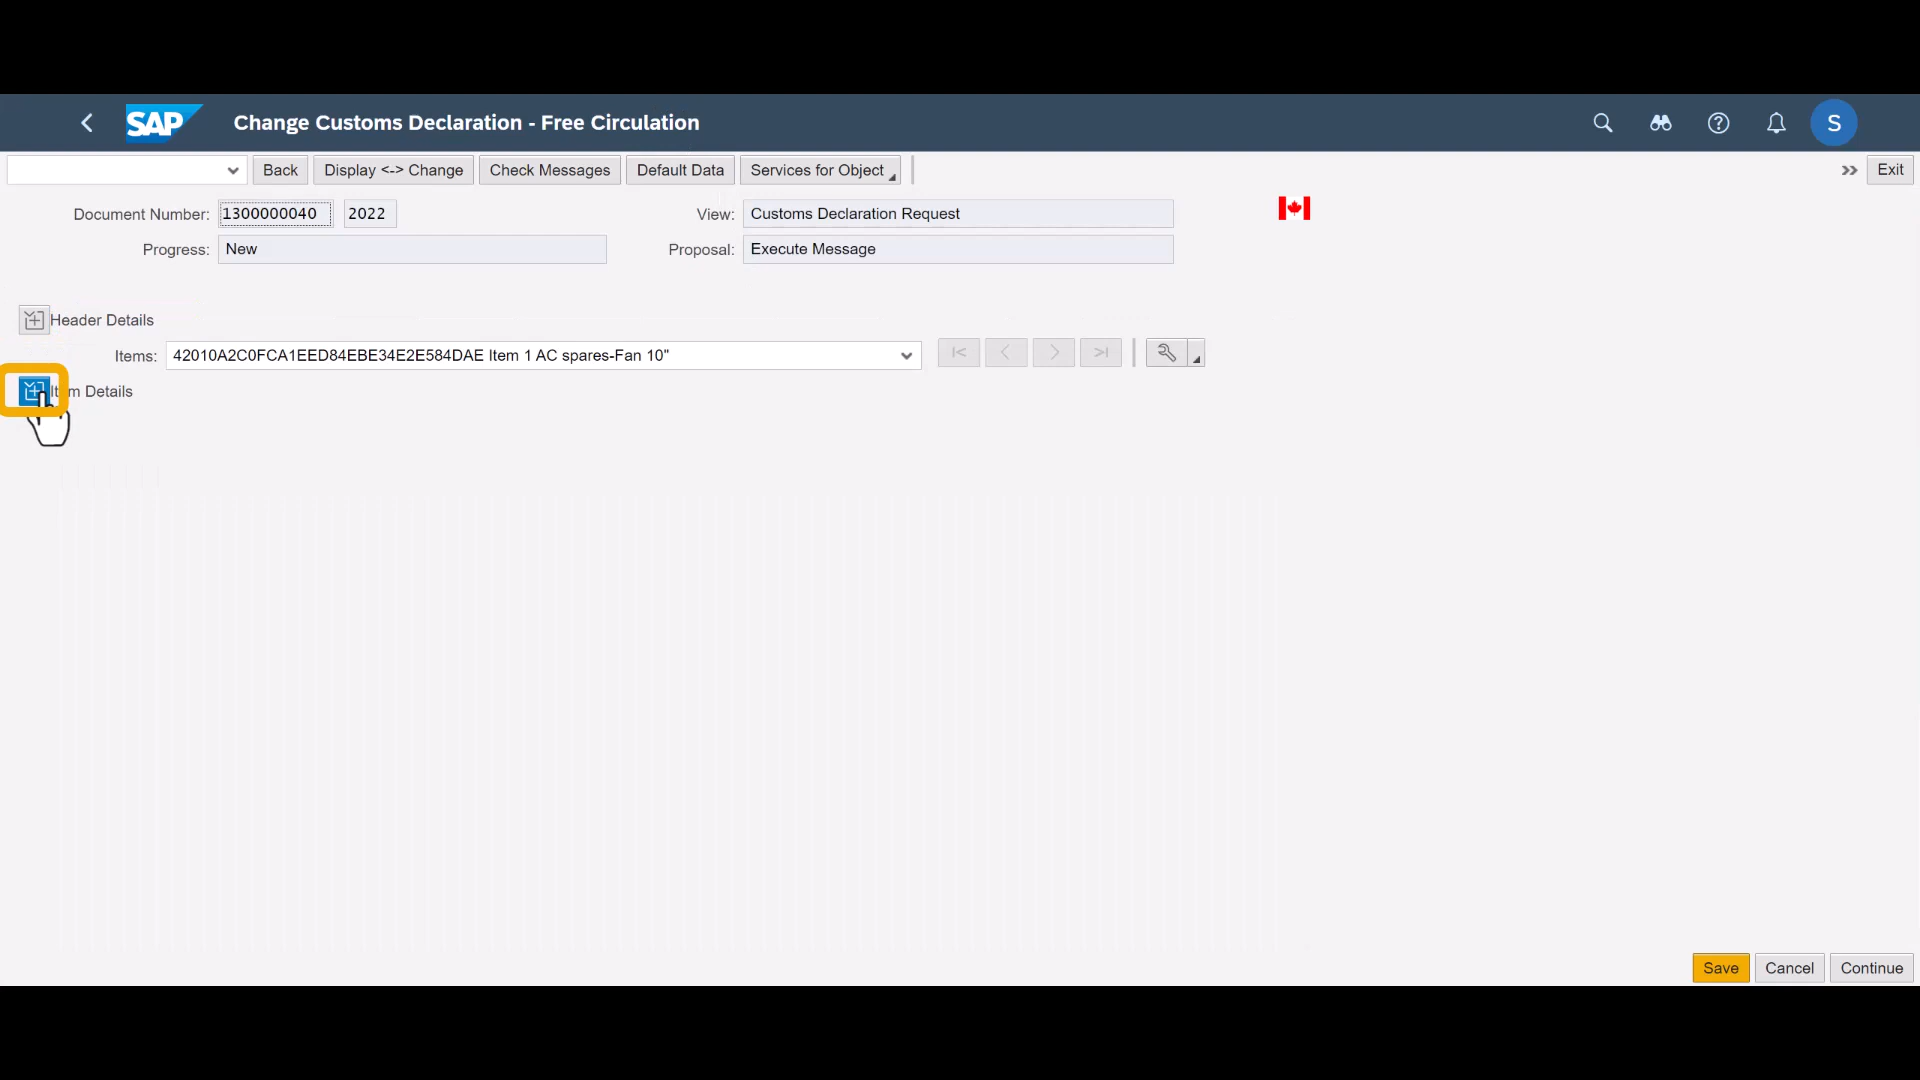 SAP Change Customs Declaration - Free Circulation S
Back Display <-> Change Check Messages Default Data Services for Object Exit
Document Number: 1300000040 2022 View: Customs Declaration Request
Progress: New Proposal: Execute Message
Header Details
Items: 42010A2C0FCA1EED84EBE34E2E584DAE Item 1 AC spares-Fan 10"
Item Details
Save Cancel Continue